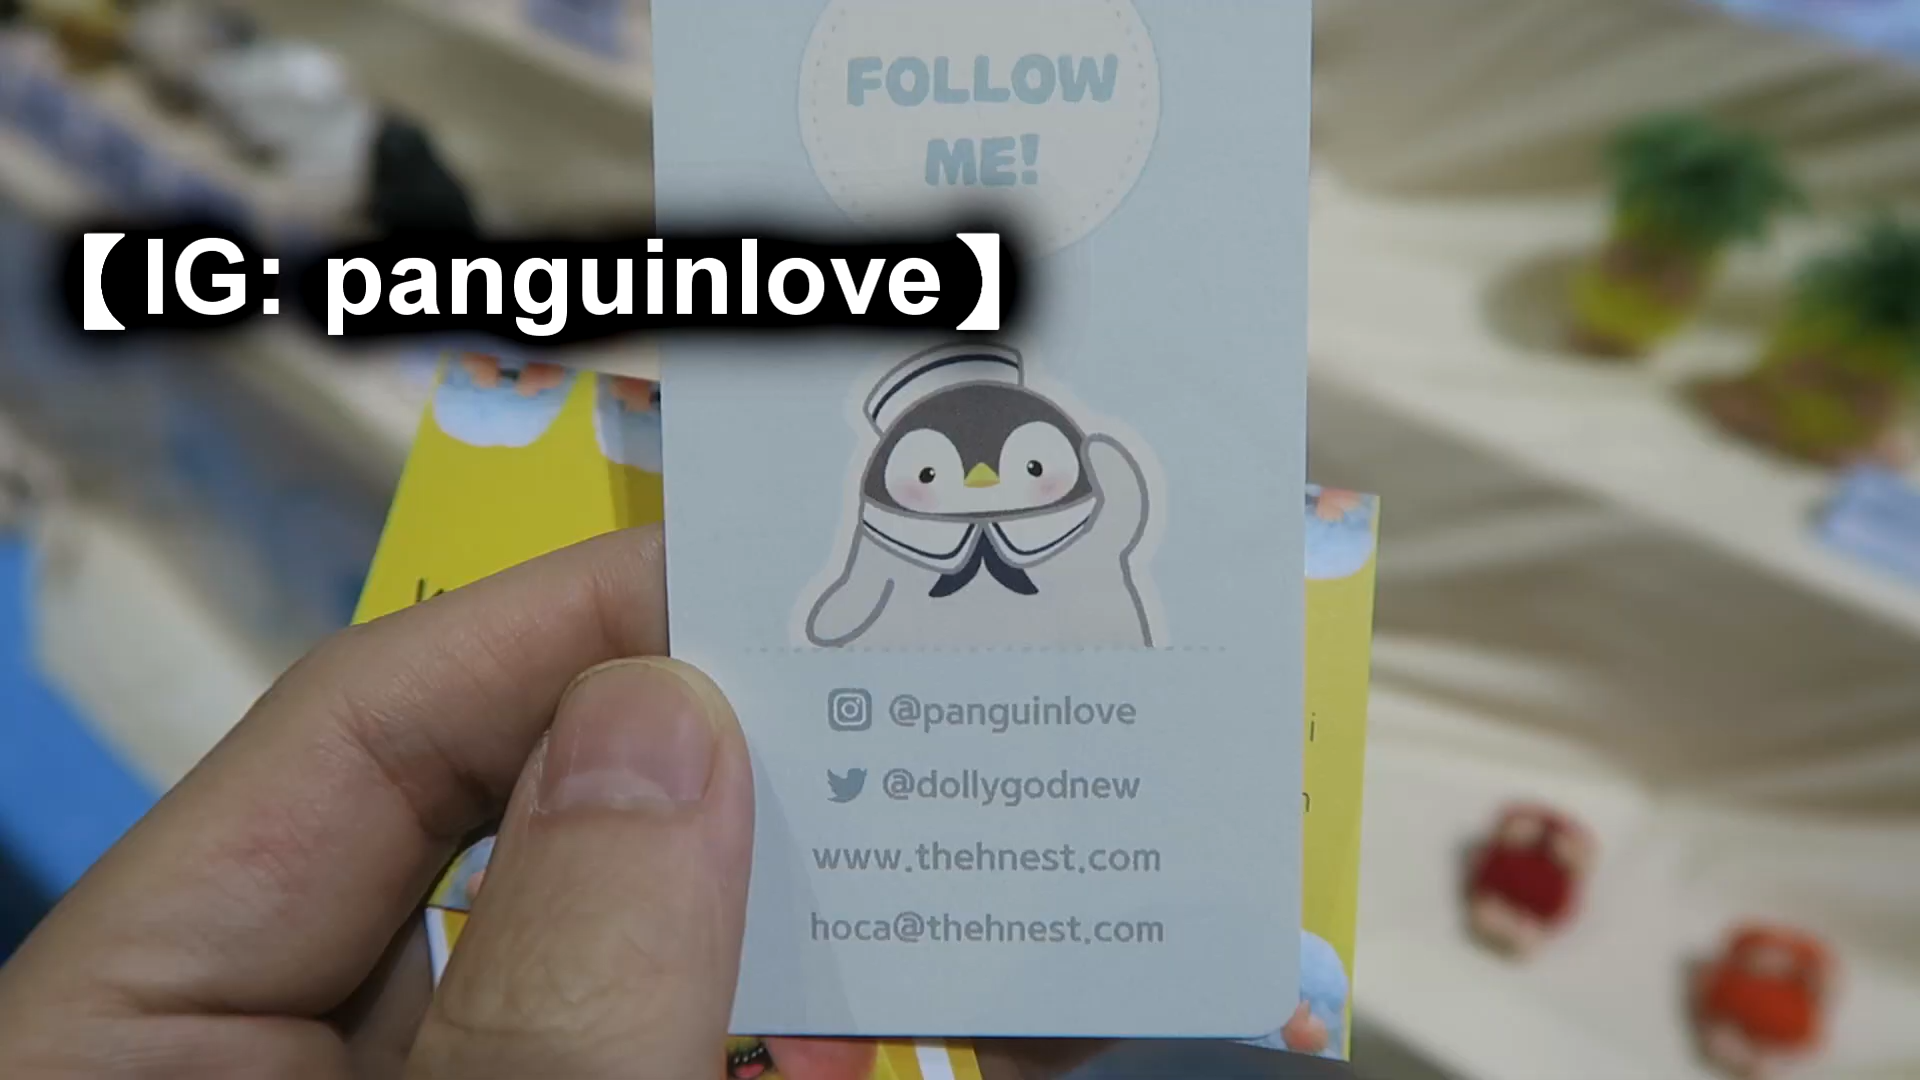 FOLLOW
ME!
【IG: panguinlove】
@panguinlove
@dollygodnew
www.thehnest.com
hoca@thehnest.com